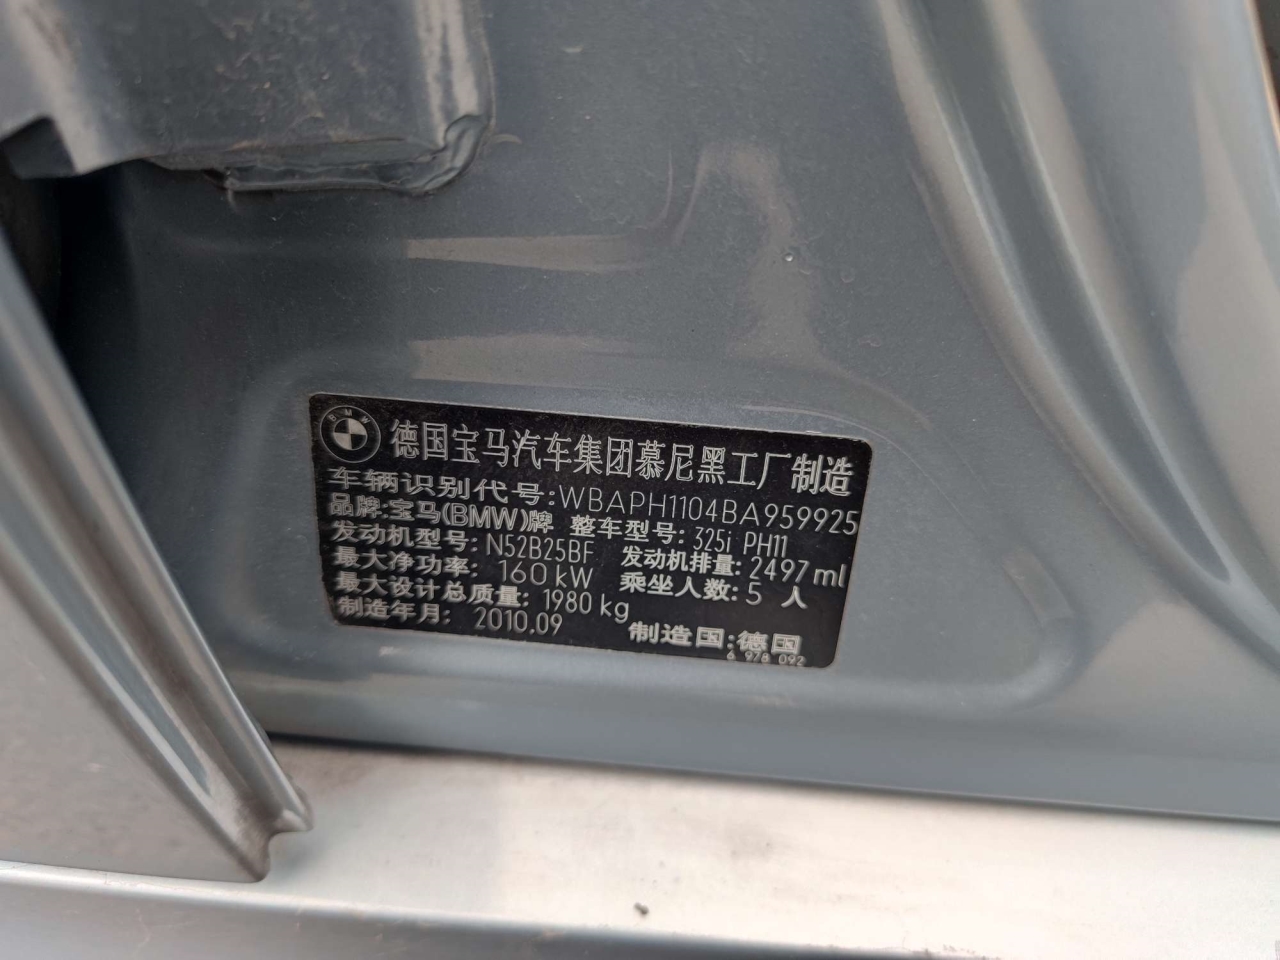 BMW
德国宝马汽车集团慕尼黑工厂制造
车辆识别代号:WBAPH1104BA959925
品牌:宝马(BMW)牌 整车型号: 325i PH11
发动机型号: N52B25BF 发动机排量: 2497ml
最大净功率: 160kW 乘坐人数: 5 人
最大设计总质量: 1980kg
制造年月: 2010.09 制造国:德国
6 978 092